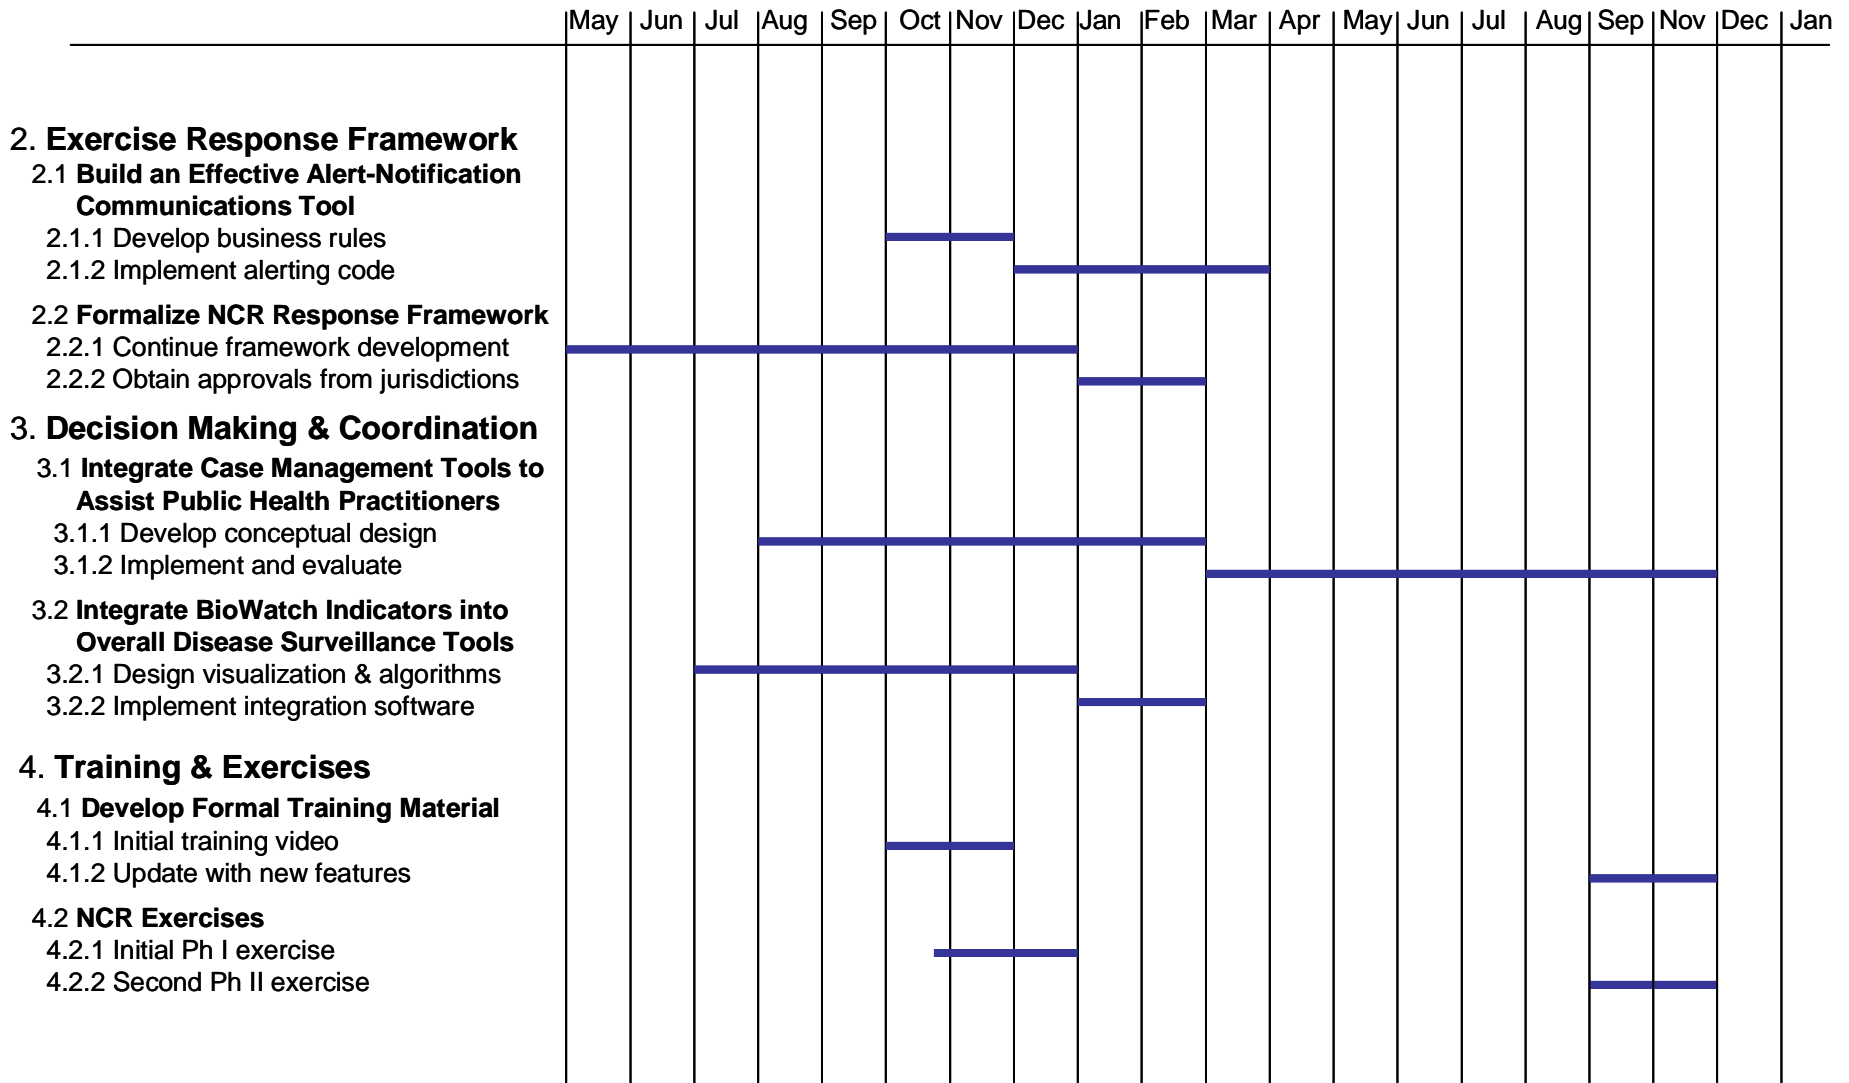 May Jun Jul Aug Sep Oct Nov Dec Jan Feb Mar Apr May Jun Jul Aug Sep Nov Dec Jan
2. Exercise Response Framework
2.1 Build an Effective Alert-Notification
Communications Tool
2.1.1 Develop business rules
2.1.2 Implement alerting code
2.2 Formalize NCR Response Framework
2.2.1 Continue framework development
2.2.2 Obtain approvals from jurisdictions
3. Decision Making & Coordination
3.1 Integrate Case Management Tools to
Assist Public Health Practitioners
3.1.1 Develop conceptual design
3.1.2 Implement and evaluate
3.2 Integrate BioWatch Indicators into
Overall Disease Surveillance Tools
3.2.1 Design visualization & algorithms
3.2.2 Implement integration software
4. Training & Exercises
4.1 Develop Formal Training Material
4.1.1 Initial training video
4.1.2 Update with new features
4.2 NCR Exercises
4.2.1 Initial Ph I exercise
4.2.2 Second Ph II exercise